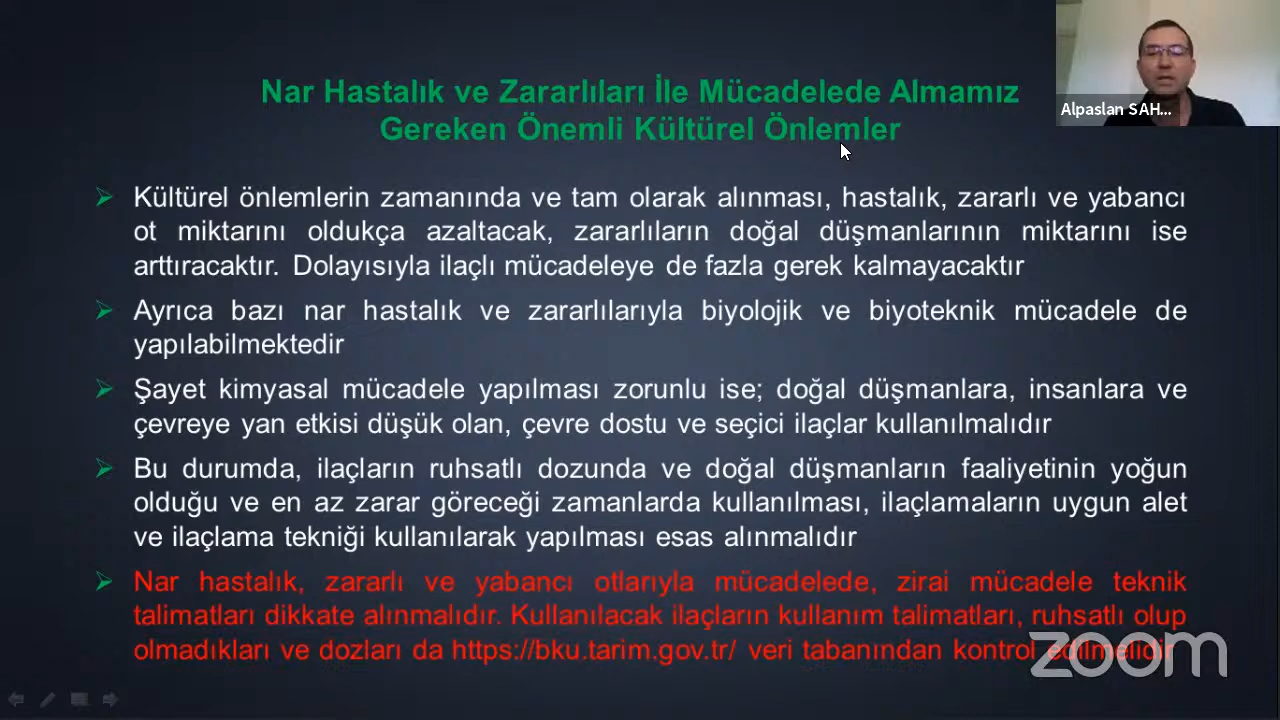 Nar Hastalık ve Zararlıları İle Mücadelede Almamız
Gereken Önemli Kültürel Önlemler
Alpaslan SAH...
Kültürel önlemlerin zamanında ve tam olarak alınması, hastalık, zararlı ve yabancı
ot miktarını oldukça azaltacak, zararlıların doğal düşmanlarının miktarını ise
arttıracaktır. Dolayısıyla ilaçlı mücadeleye de fazla gerek kalmayacaktır
Ayrıca bazı nar hastalık ve zararlılarıyla biyolojik ve biyoteknik mücadele de
yapılabilmektedir
Şayet kimyasal mücadele yapılması zorunlu ise; doğal düşmanlara, insanlara ve
çevreye yan etkisi düşük olan, çevre dostu ve seçici ilaçlar kullanılmalıdır
Bu durumda, ilaçların ruhsatlı dozunda ve doğal düşmanların faaliyetinin yoğun
olduğu ve en az zarar göreceği zamanlarda kullanılması, ilaçlamaların uygun alet
ve ilaçlama tekniği kullanılarak yapılması esas alınmalıdır
Nar hastalık, zararlı ve yabancı otlarıyla mücadelede, zirai mücadele teknik
talimatları dikkate alınmalıdır. Kullanılacak ilaçların kullanım talimatları, ruhsatlı olup
olmadıkları ve dozları da https://bku.tarim.gov.tr/ veri tabanından kontrol edilmelidir
zoom